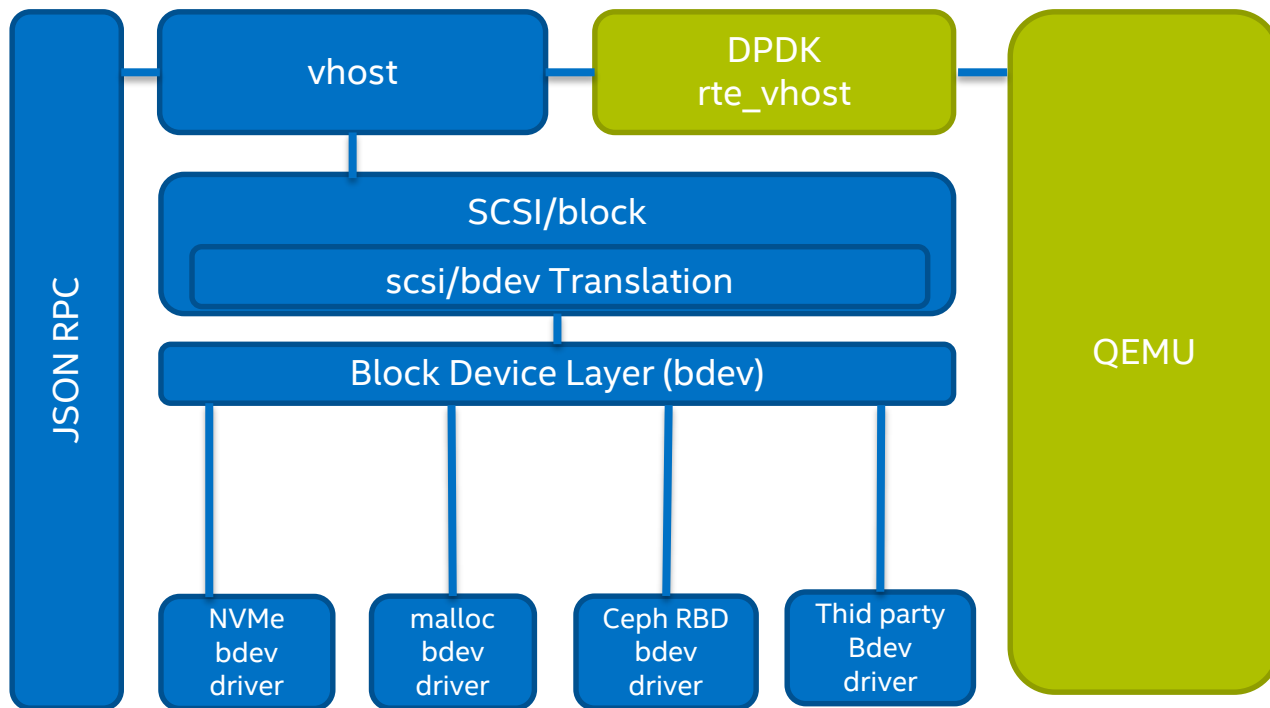 JSON RPC
vhost
DPDK
rte_vhost
SCSI/block
scsi/bdev Translation
Block Device Layer (bdev)
QEMU
NVMe
bdev
driver
malloc
bdev
driver
Ceph RBD
bdev
driver
Thid party
Bdev
driver